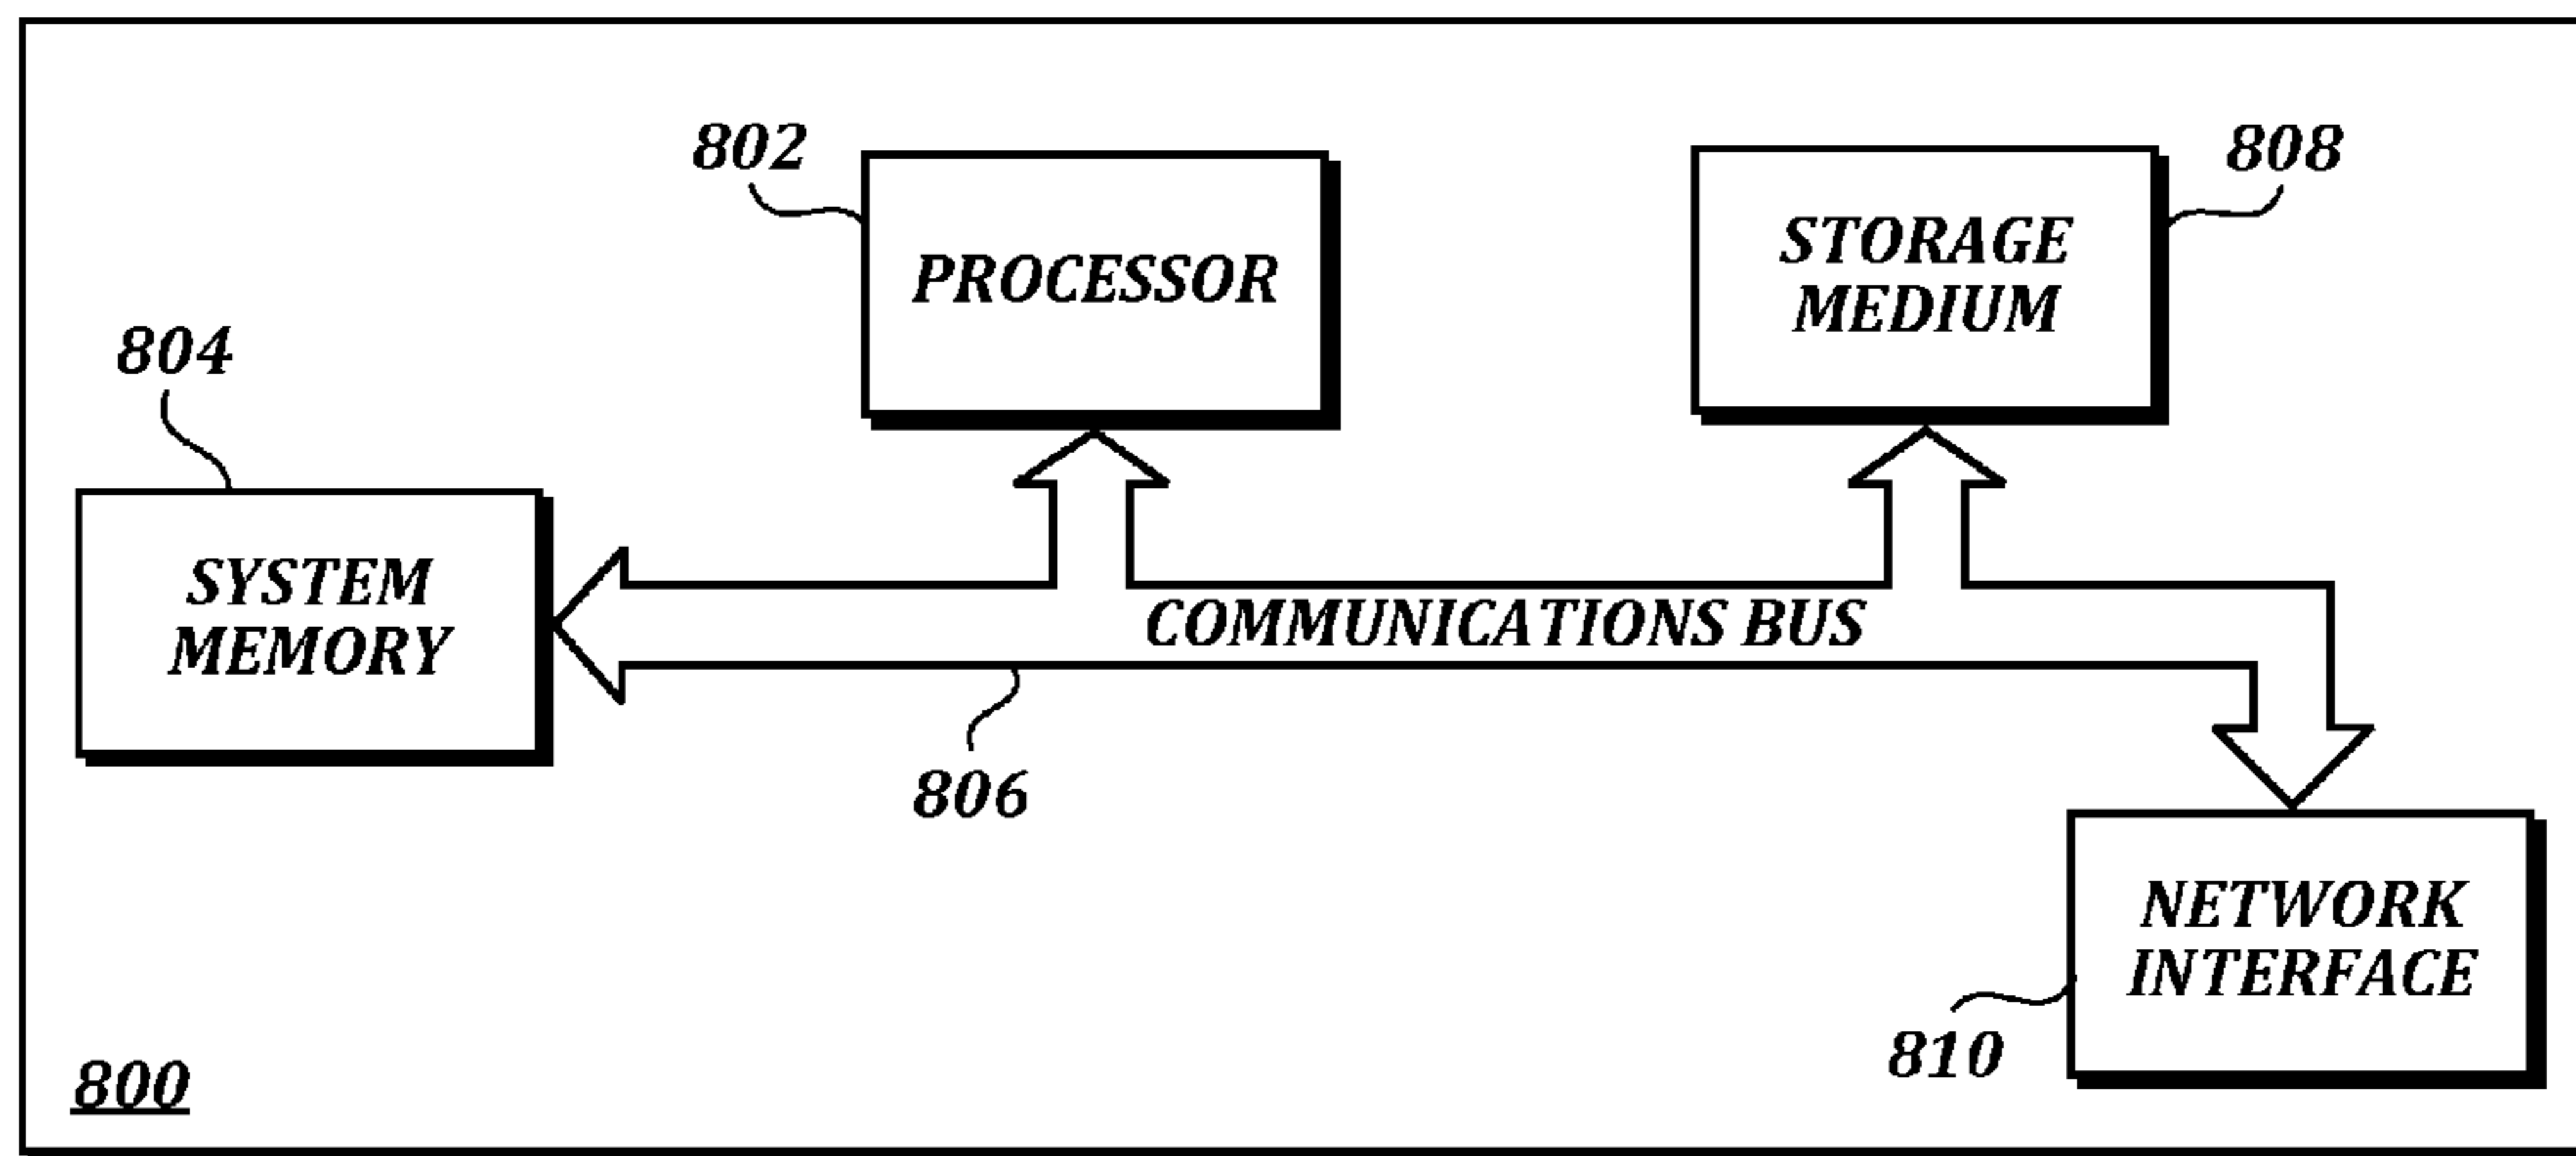 802
PROCESSOR
808
STORAGE
MEDIUM
804
SYSTEM
MEMORY
COMMUNICATIONS BUS
806
NETWORK
INTERFACE
810
800